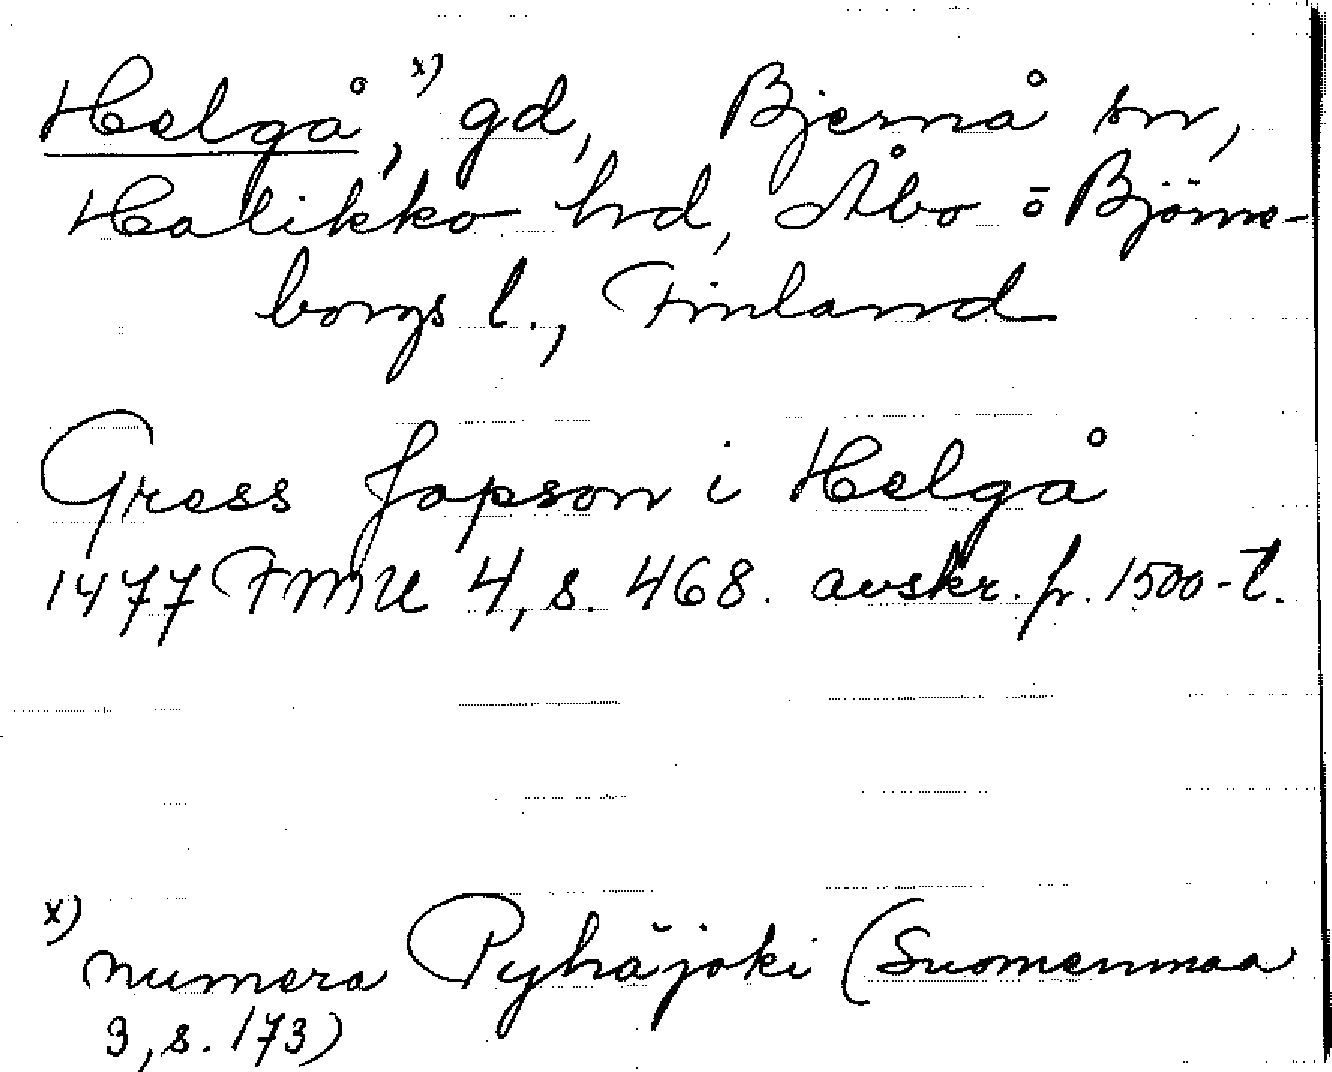 Helgå x), gd, Bjernå sn,
Halikko hd, Åbo o Björne-
borgs l., Finland
Gress Japson i Helgå
1477 FMU 4, s. 468. avskr. fr. 1500-t.
x)
numera Pyhäjoki (Suomenmaa
3, s. 173)